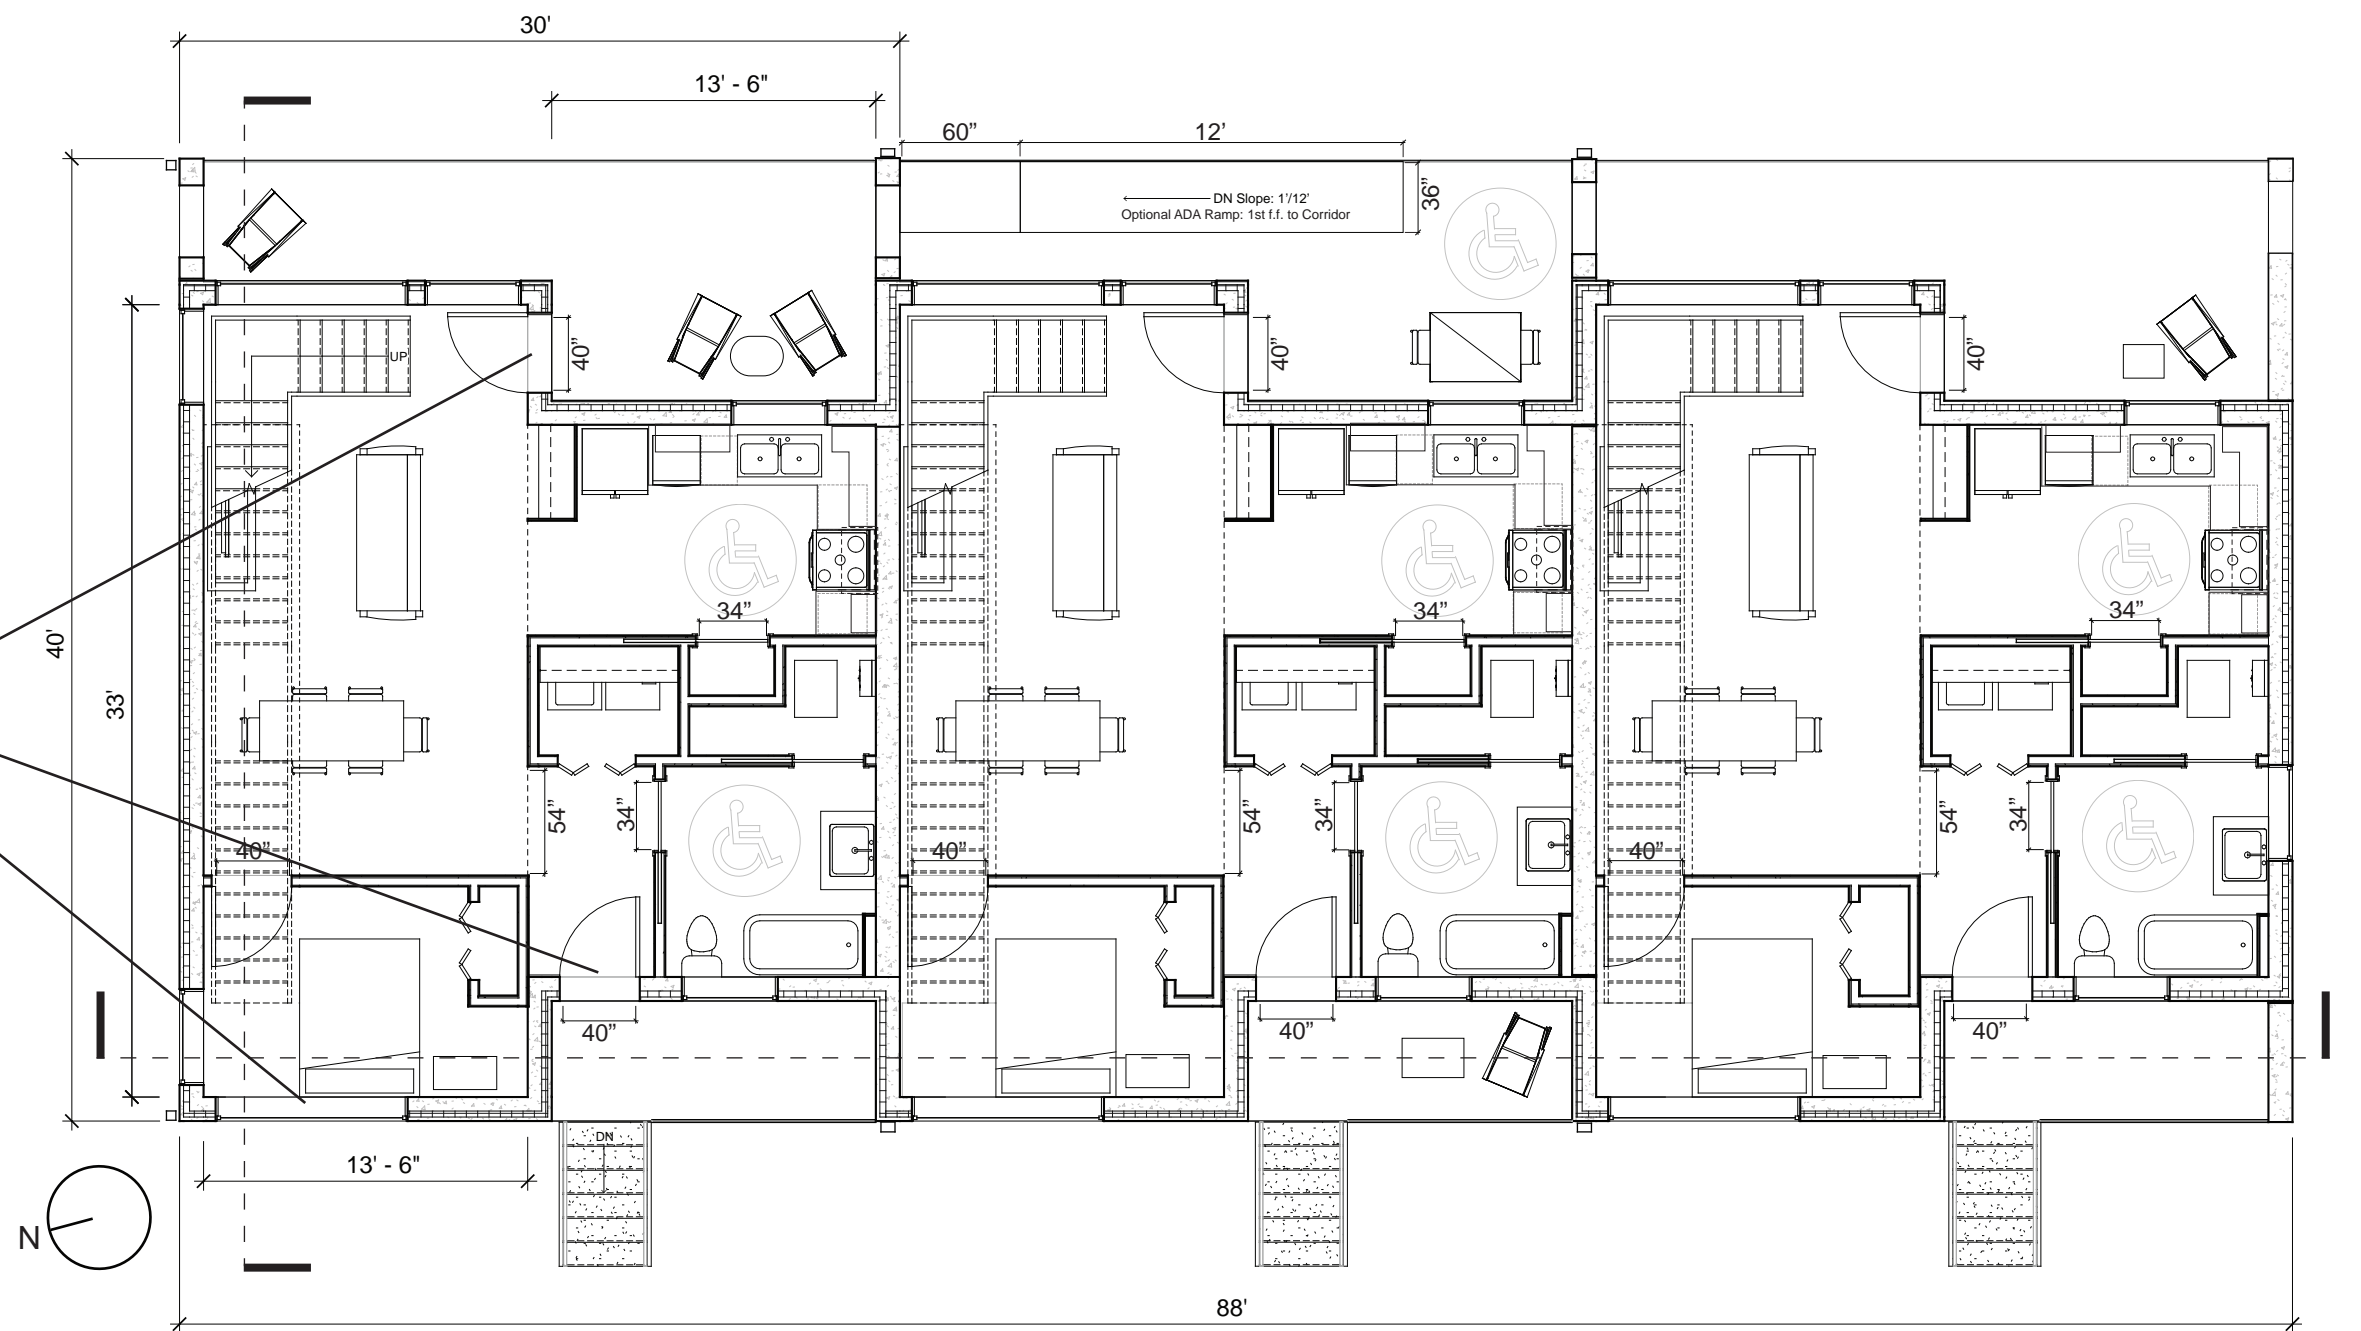 30'
13' - 6"
60” 12’
DN Slope: 1’/12’
Optional ADA Ramp: 1st f.f. to Corridor
36”
UP
40” 40” 40”
34” 34” 34”
40'
33'
54” 34” 54” 34” 54” 34”
40” 40” 40”
40” 40” 40”
DN
13' - 6"
N
88'